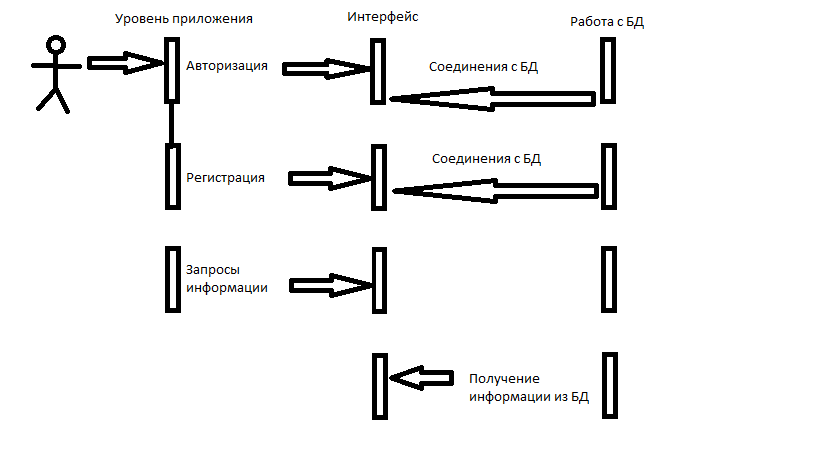 Уровень приложения
Интерфейс
Работа с БД
Авторизация
Соединения с БД
Регистрация
Соединения с БД
Запросы
информации
Получение
информации из БД